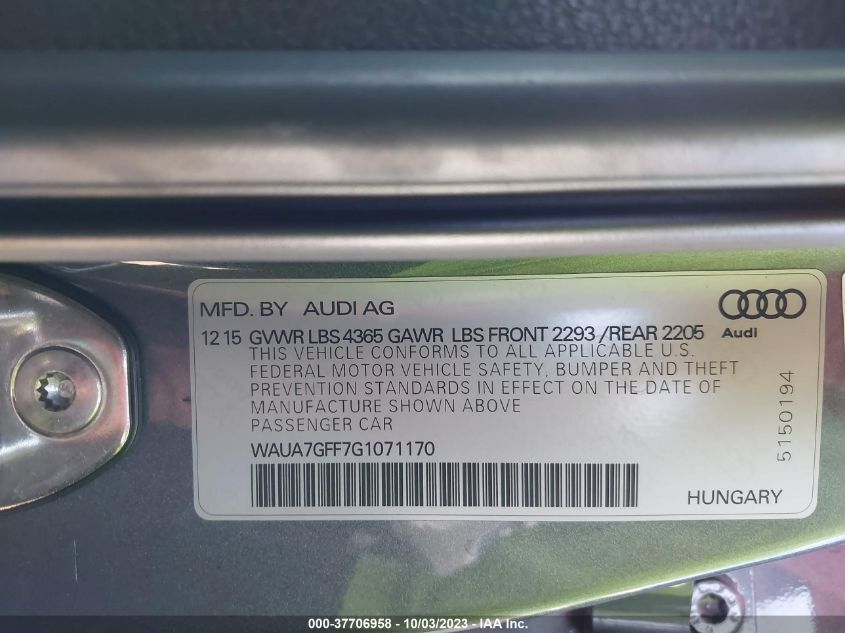 MFD. BY AUDI AG
12 15 GVWR LBS 4365 GAWR LBS FRONT 2293 /REAR 2205
Audi
THIS VEHICLE CONFORMS TO ALL APPLICABLE U.S.
FEDERAL MOTOR VEHICLE SAFETY, BUMPER AND THEFT
PREVENTION STANDARDS IN EFFECT ON THE DATE OF
MANUFACTURE SHOWN ABOVE
PASSENGER CAR
WAUA7GFF7G1071170
5150194
HUNGARY
000-37706958 - 10/03/2023 - IAA Inc.